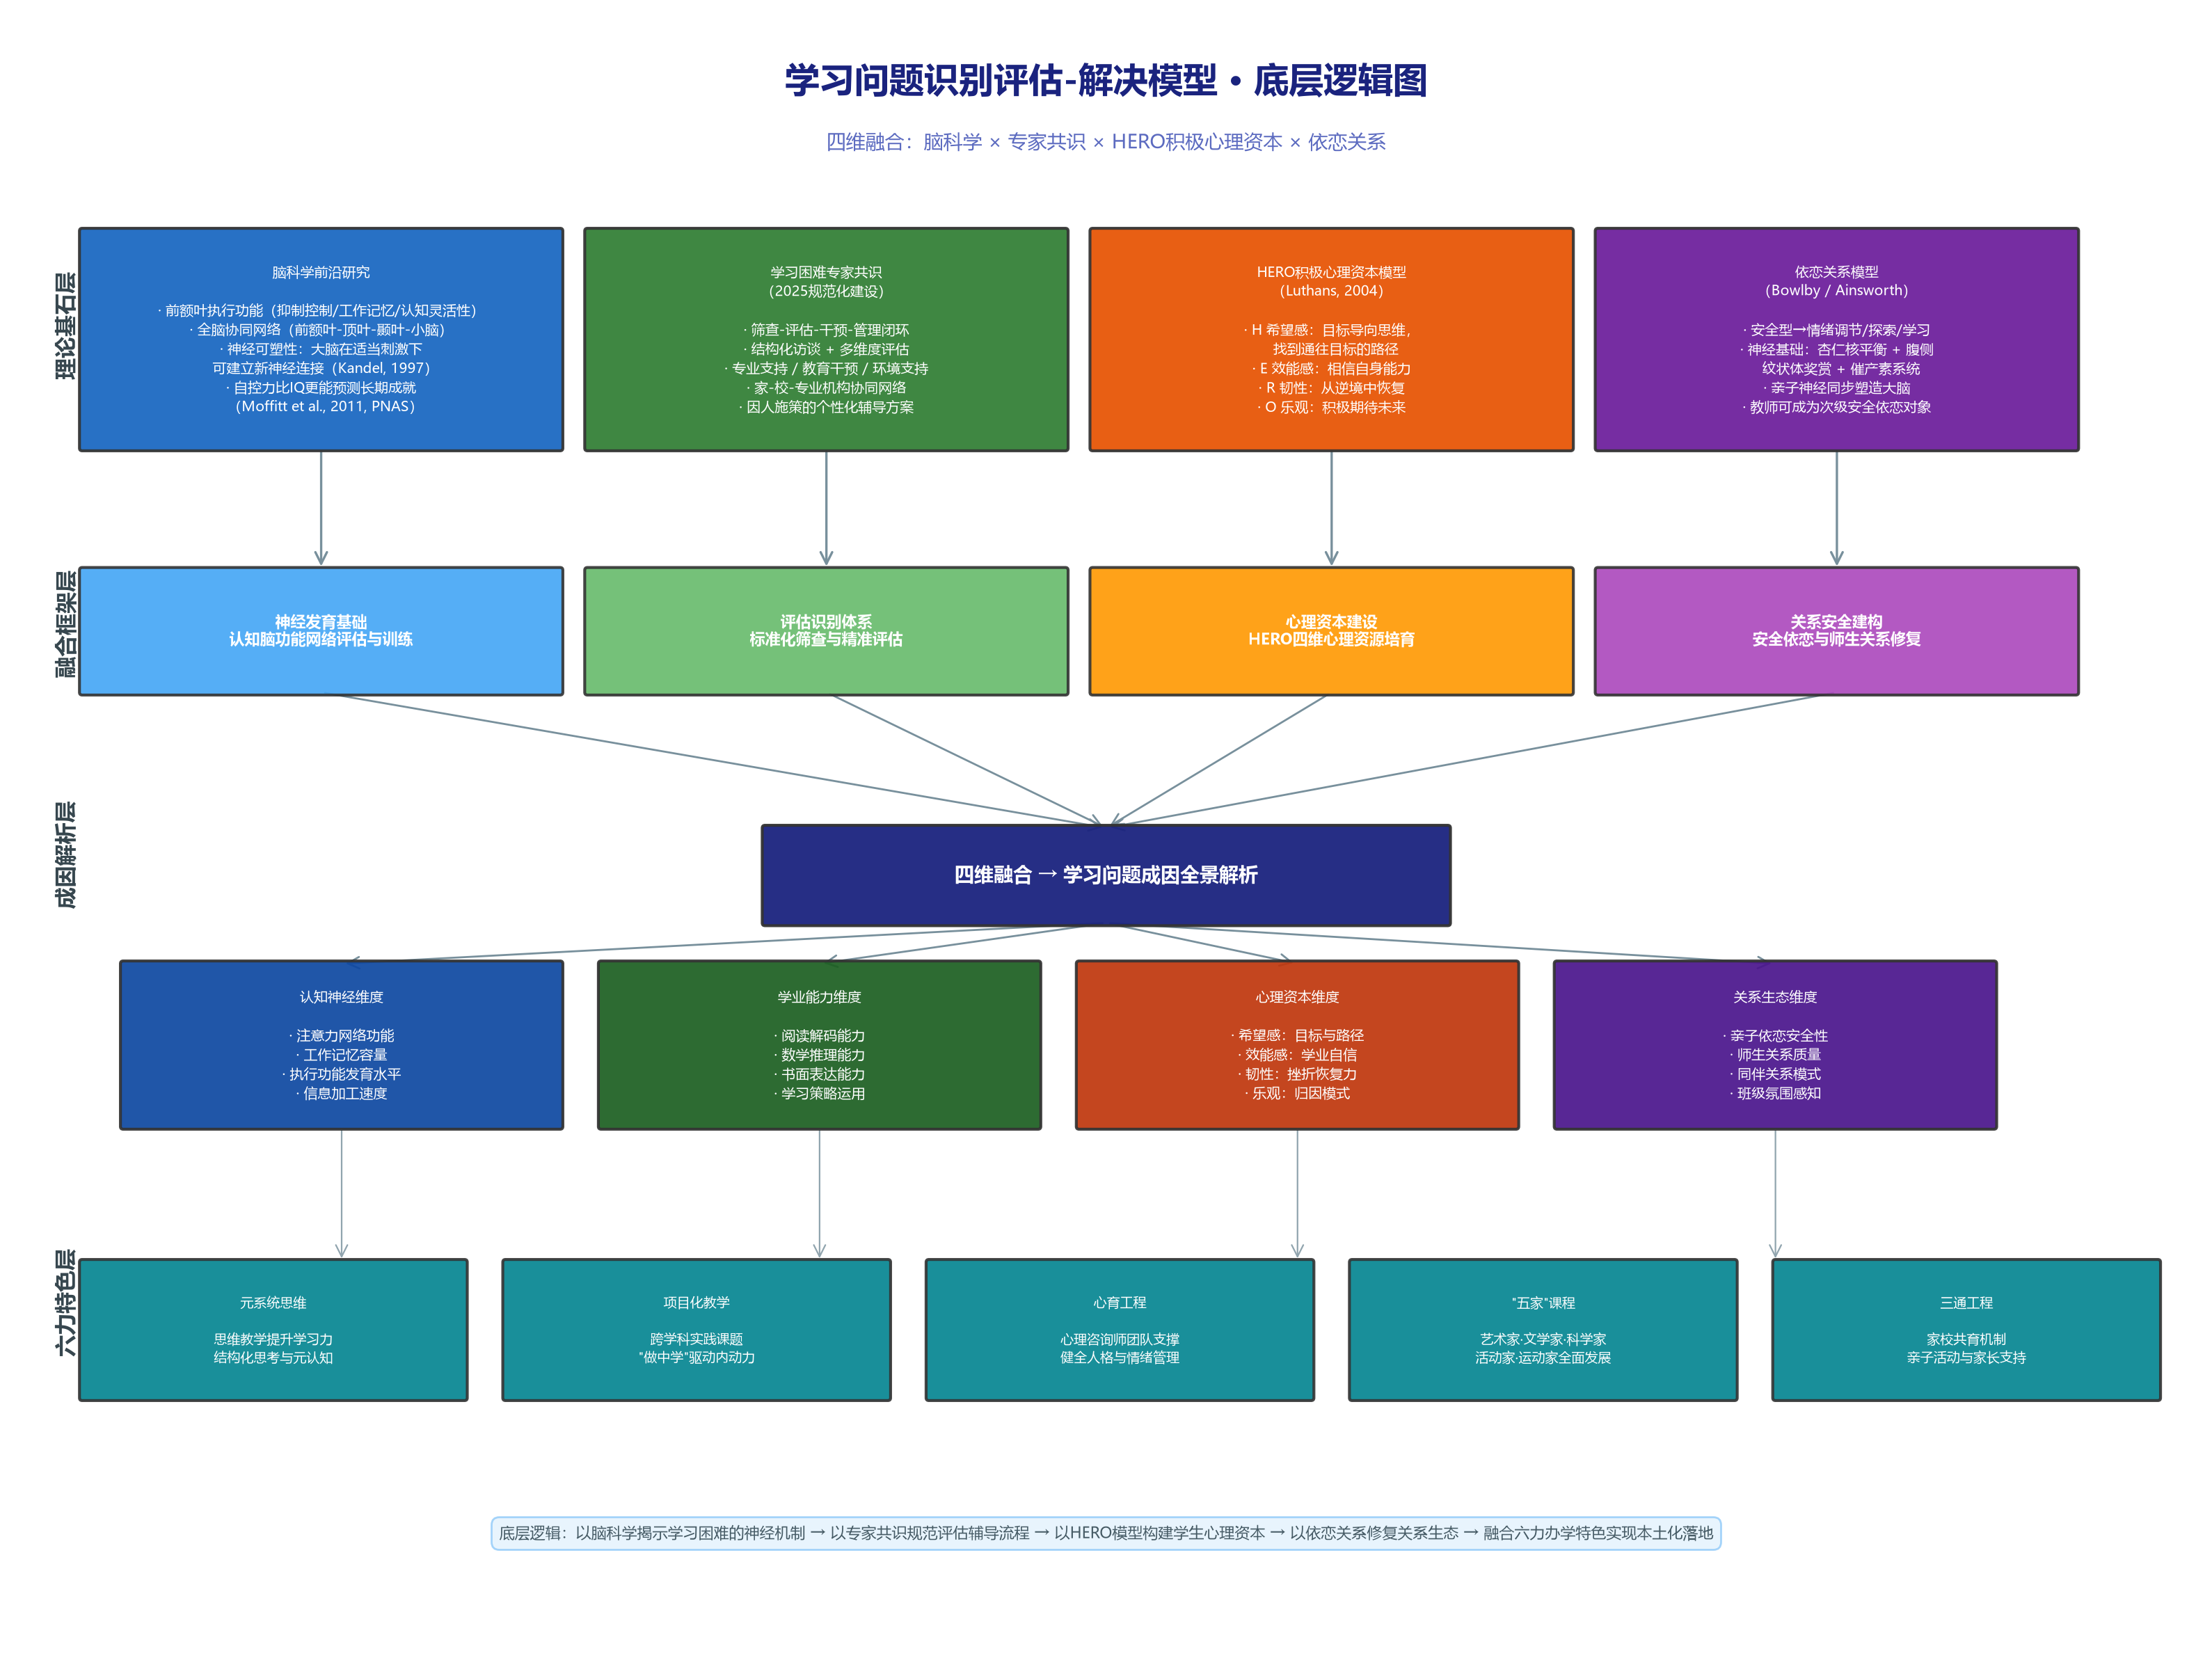 学习问题识别评估-解决模型 · 底层逻辑图
四维融合：脑科学 × 专家共识 × HERO积极心理资本 × 依恋关系
理论基石层
脑科学前沿研究
· 前额叶执行功能（抑制控制/工作记忆/认知灵活性）
· 全脑协同网络（前额叶-顶叶-颞叶-小脑）
· 神经可塑性：大脑在适当刺激下
可建立新神经连接（Kandel, 1997）
· 自控力比IQ更能预测长期成就
（Moffitt et al., 2011, PNAS）
学习困难专家共识
（2025规范化建设）
· 筛查-评估-干预-管理闭环
· 结构化访谈 + 多维度评估
· 专业支持 / 教育干预 / 环境支持
· 家-校-专业机构协同网络
· 因人施策的个性化辅导方案
HERO积极心理资本模型
（Luthans, 2004）
· H 希望感：目标导向思维，
找到通往目标的路径
· E 效能感：相信自身能力
· R 韧性：从逆境中恢复
· O 乐观：积极期待未来
依恋关系模型
（Bowlby / Ainsworth）
· 安全型→情绪调节/探索/学习
· 神经基础：杏仁核平衡 + 腹侧
纹状体奖赏 + 催产素系统
· 亲子神经同步塑造大脑
· 教师可成为次级安全依恋对象
融合框架层
神经发育基础
认知脑功能网络评估与训练
评估识别体系
标准化筛查与精准评估
心理资本建设
HERO四维心理资源培育
关系安全建构
安全依恋与师生关系修复
成因解析层
四维融合 → 学习问题成因全景解析
认知神经维度
· 注意力网络功能
· 工作记忆容量
· 执行功能发育水平
· 信息加工速度
学业能力维度
· 阅读解码能力
· 数学推理能力
· 书面表达能力
· 学习策略运用
心理资本维度
· 希望感：目标与路径
· 效能感：学业自信
· 韧性：挫折恢复力
· 乐观：归因模式
关系生态维度
· 亲子依恋安全性
· 师生关系质量
· 同伴关系模式
· 班级氛围感知
六力特色层
元系统思维
思维教学提升学习力
结构化思考与元认知
项目化教学
跨学科实践课题
"做中学"驱动内动力
心育工程
心理咨询师团队支撑
健全人格与情绪管理
"五家"课程
艺术家·文学家·科学家
活动家·运动家全面发展
三通工程
家校共育机制
亲子活动与家长支持
底层逻辑：以脑科学揭示学习困难的神经机制 → 以专家共识规范评估辅导流程 → 以HERO模型构建学生心理资本 → 以依恋关系修复关系生态 → 融合六力办学特色实现本土化落地